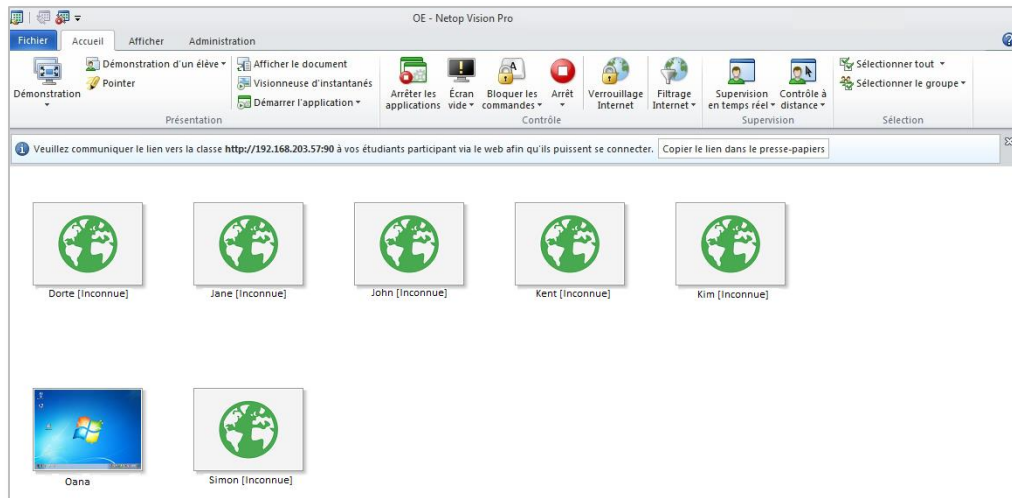 OE - Netop Vision Pro
Fichier Accueil Afficher Administration
Démonstration
Démonstration d'un élève
Pointer
Afficher le document
Visionneuse d'instantanés
Démarrer l'application
Présentation
Arrêter les applications
Écran vide
Bloquer les commandes
Arrêt
Verrouillage Internet
Filtrage Internet
Contrôle
Supervision en temps réel
Contrôle à distance
Supervision
Sélectionner tout
Sélectionner le groupe
Sélection
Veuillez communiquer le lien vers la classe http://192.168.203.57:90 à vos étudiants participant via le web afin qu'ils puissent se connecter. Copier le lien dans le presse-papiers
Dorte [Inconnue] Jane [Inconnue] John [Inconnue] Kent [Inconnue] Kim [Inconnue]
Oana Simon [Inconnue]